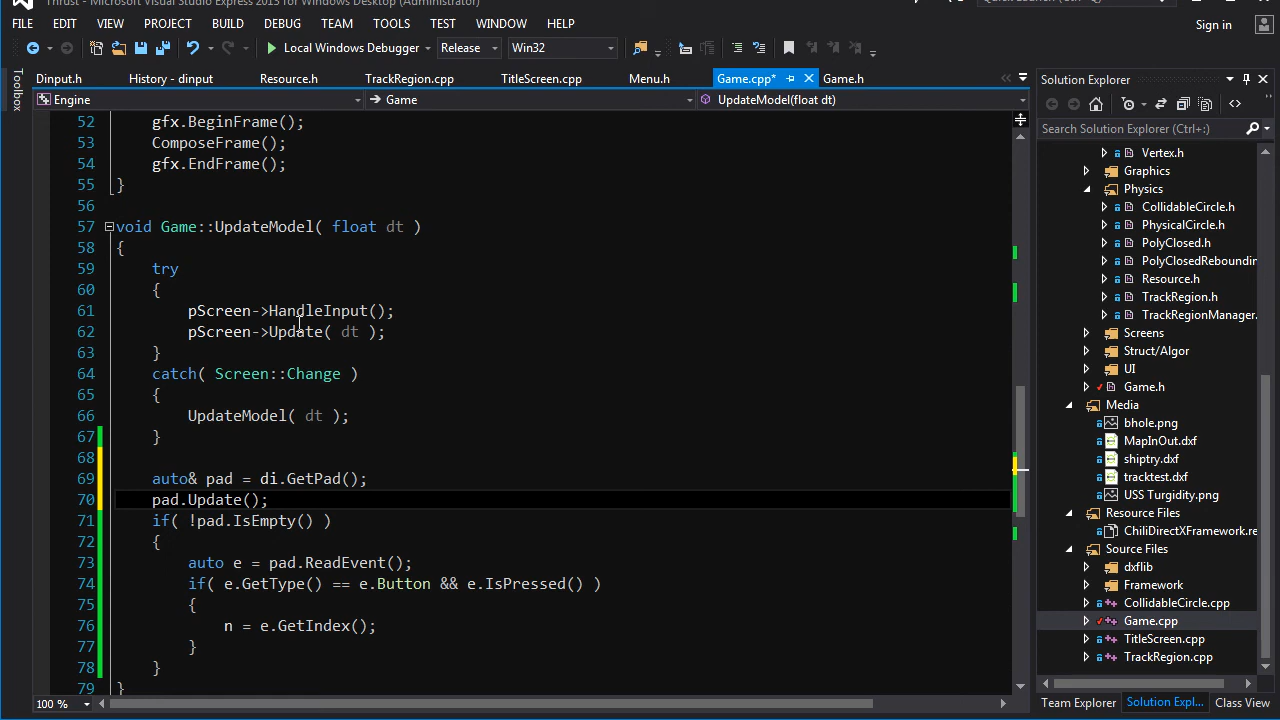 Thrust - Microsoft Visual Studio Express 2013 for Windows Desktop (Administrator)
FILE EDIT VIEW PROJECT BUILD DEBUG TEAM TOOLS TEST WINDOW HELP
Sign in
Local Windows Debugger Release Win32
Toolbox
Dinput.h History - dinput Resource.h TrackRegion.cpp TitleScreen.cpp Menu.h Game.cpp* Game.h
Engine Game UpdateModel(float dt)
52 gfx.BeginFrame();
53 ComposeFrame();
54 gfx.EndFrame();
55 }
56
57 void Game::UpdateModel( float dt )
58 {
59 try
60 {
61 pScreen->HandleInput();
62 pScreen->Update( dt );
63 }
64 catch( Screen::Change )
65 {
66 UpdateModel( dt );
67 }
68
69 auto& pad = di.GetPad();
70 pad.Update();
71 if( !pad.IsEmpty() )
72 {
73 auto e = pad.ReadEvent();
74 if( e.GetType() == e.Button && e.IsPressed() )
75 {
76 n = e.GetIndex();
77 }
78 }
79 }
100 %
Solution Explorer
Search Solution Explorer (Ctrl+;)
Vertex.h
Graphics
Physics
CollidableCircle.h
PhysicalCircle.h
PolyClosed.h
PolyClosedReboundin
Resource.h
TrackRegion.h
TrackRegionManager.
Screens
Struct/Algor
UI
Game.h
Media
bhole.png
MapInOut.dxf
shiptry.dxf
tracktest.dxf
USS Turgidity.png
Resource Files
ChiliDirectXFramework.re
Source Files
dxflib
Framework
CollidableCircle.cpp
Game.cpp
TitleScreen.cpp
TrackRegion.cpp
Team Explorer Solution Expl... Class View